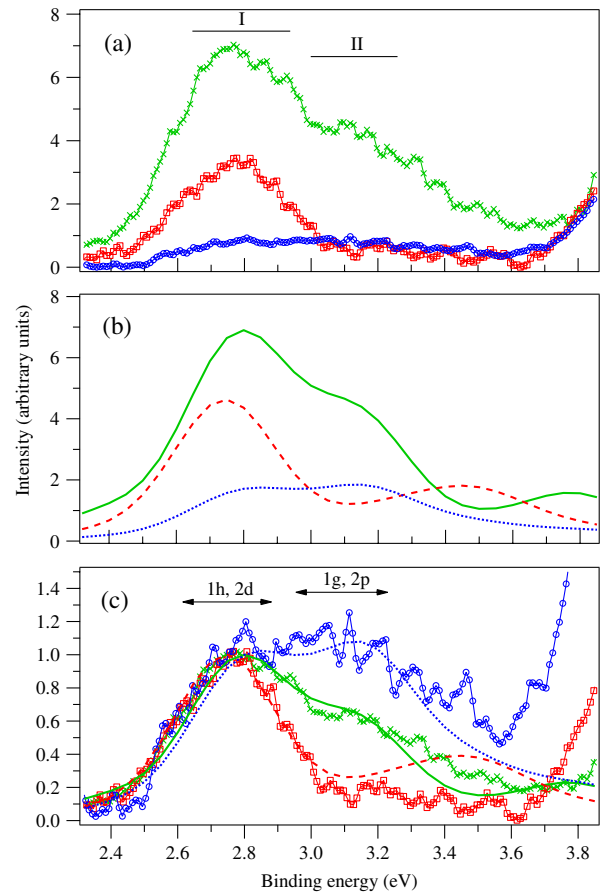 (a)
I
II
8
6
4
2
0
(b)
8
6
4
2
0
Intensity (arbitrary units)
(c)
1h, 2d
1g, 2p
1.4
1.2
1.0
0.8
0.6
0.4
0.2
0.0
2.4 2.6 2.8 3.0 3.2 3.4 3.6 3.8
Binding energy (eV)